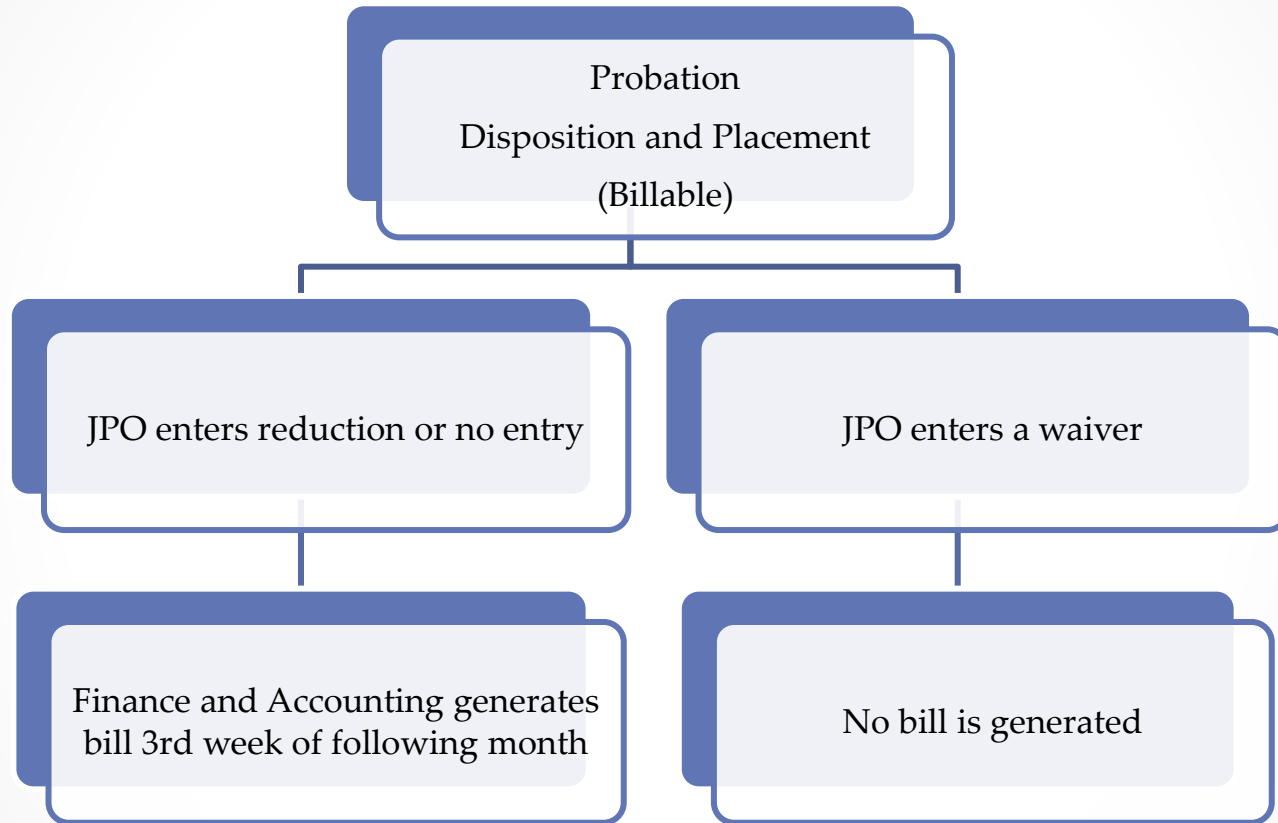 Probation
Disposition and Placement
(Billable)
JPO enters reduction or no entry
JPO enters a waiver
Finance and Accounting generates
bill 3rd week of following month
No bill is generated